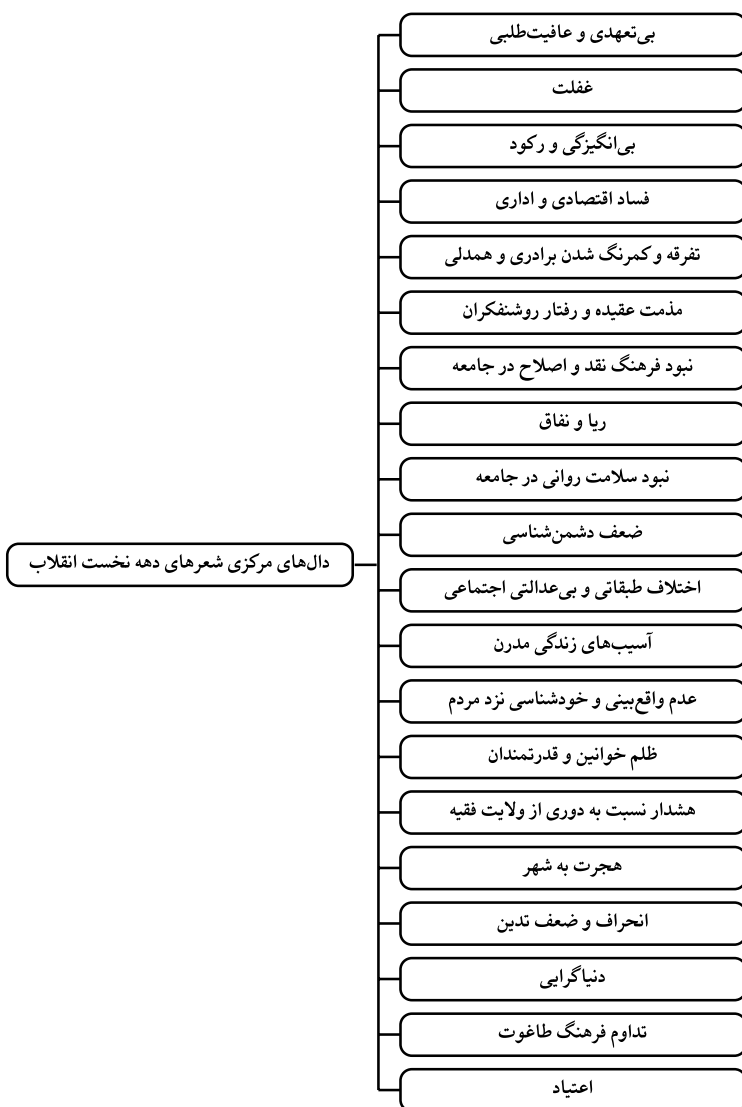 بی‌تعهدی و عافیت‌طلبی
غفلت
بی‌انگیزگی و رکود
فساد اقتصادی و اداری
تفرقه و کمرنگ شدن برادری و همدلی
مذمت عقیده و رفتار روشنفکران
نبود فرهنگ نقد و اصلاح در جامعه
ریا و نفاق
نبود سلامت روانی در جامعه
ضعف دشمن‌شناسی
دال‌های مرکزی شعرهای دهه نخست انقلاب
اختلاف طبقاتی و بی‌عدالتی اجتماعی
آسیب‌های زندگی مدرن
عدم واقع‌بینی و خودشناسی نزد مردم
ظلم خوانین و قدرتمندان
هشدار نسبت به دوری از ولایت فقیه
هجرت به شهر
انحراف و ضعف تدین
دنیاگرایی
تداوم فرهنگ طاغوت
اعتیاد